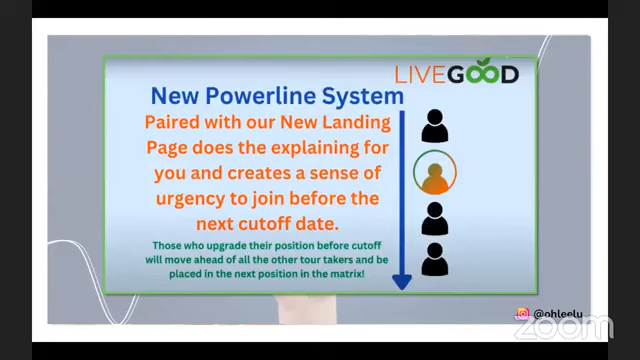 LIVEGOOD
New Powerline System
Paired with our New Landing
Page does the explaining for
you and creates a sense of
urgency to join before the
next cutoff date.
Those who upgrade their position before cutoff
will move ahead of all the other tour takers and be
placed in the next position in the matrix!
@ohleelu
zoom